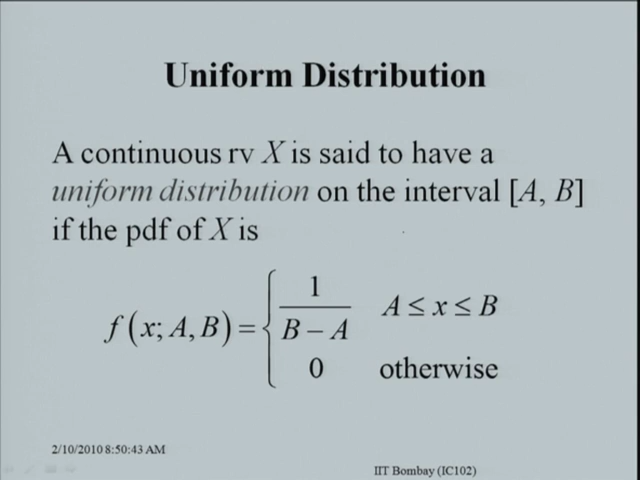 Uniform Distribution
A continuous rv X is said to have a
uniform distribution on the interval [A, B]
if the pdf of X is
f(x; A, B) = { 1/(B − A)   A ≤ x ≤ B
0   otherwise
2/10/2010 8:50:43 AM
IIT Bombay (IC102)